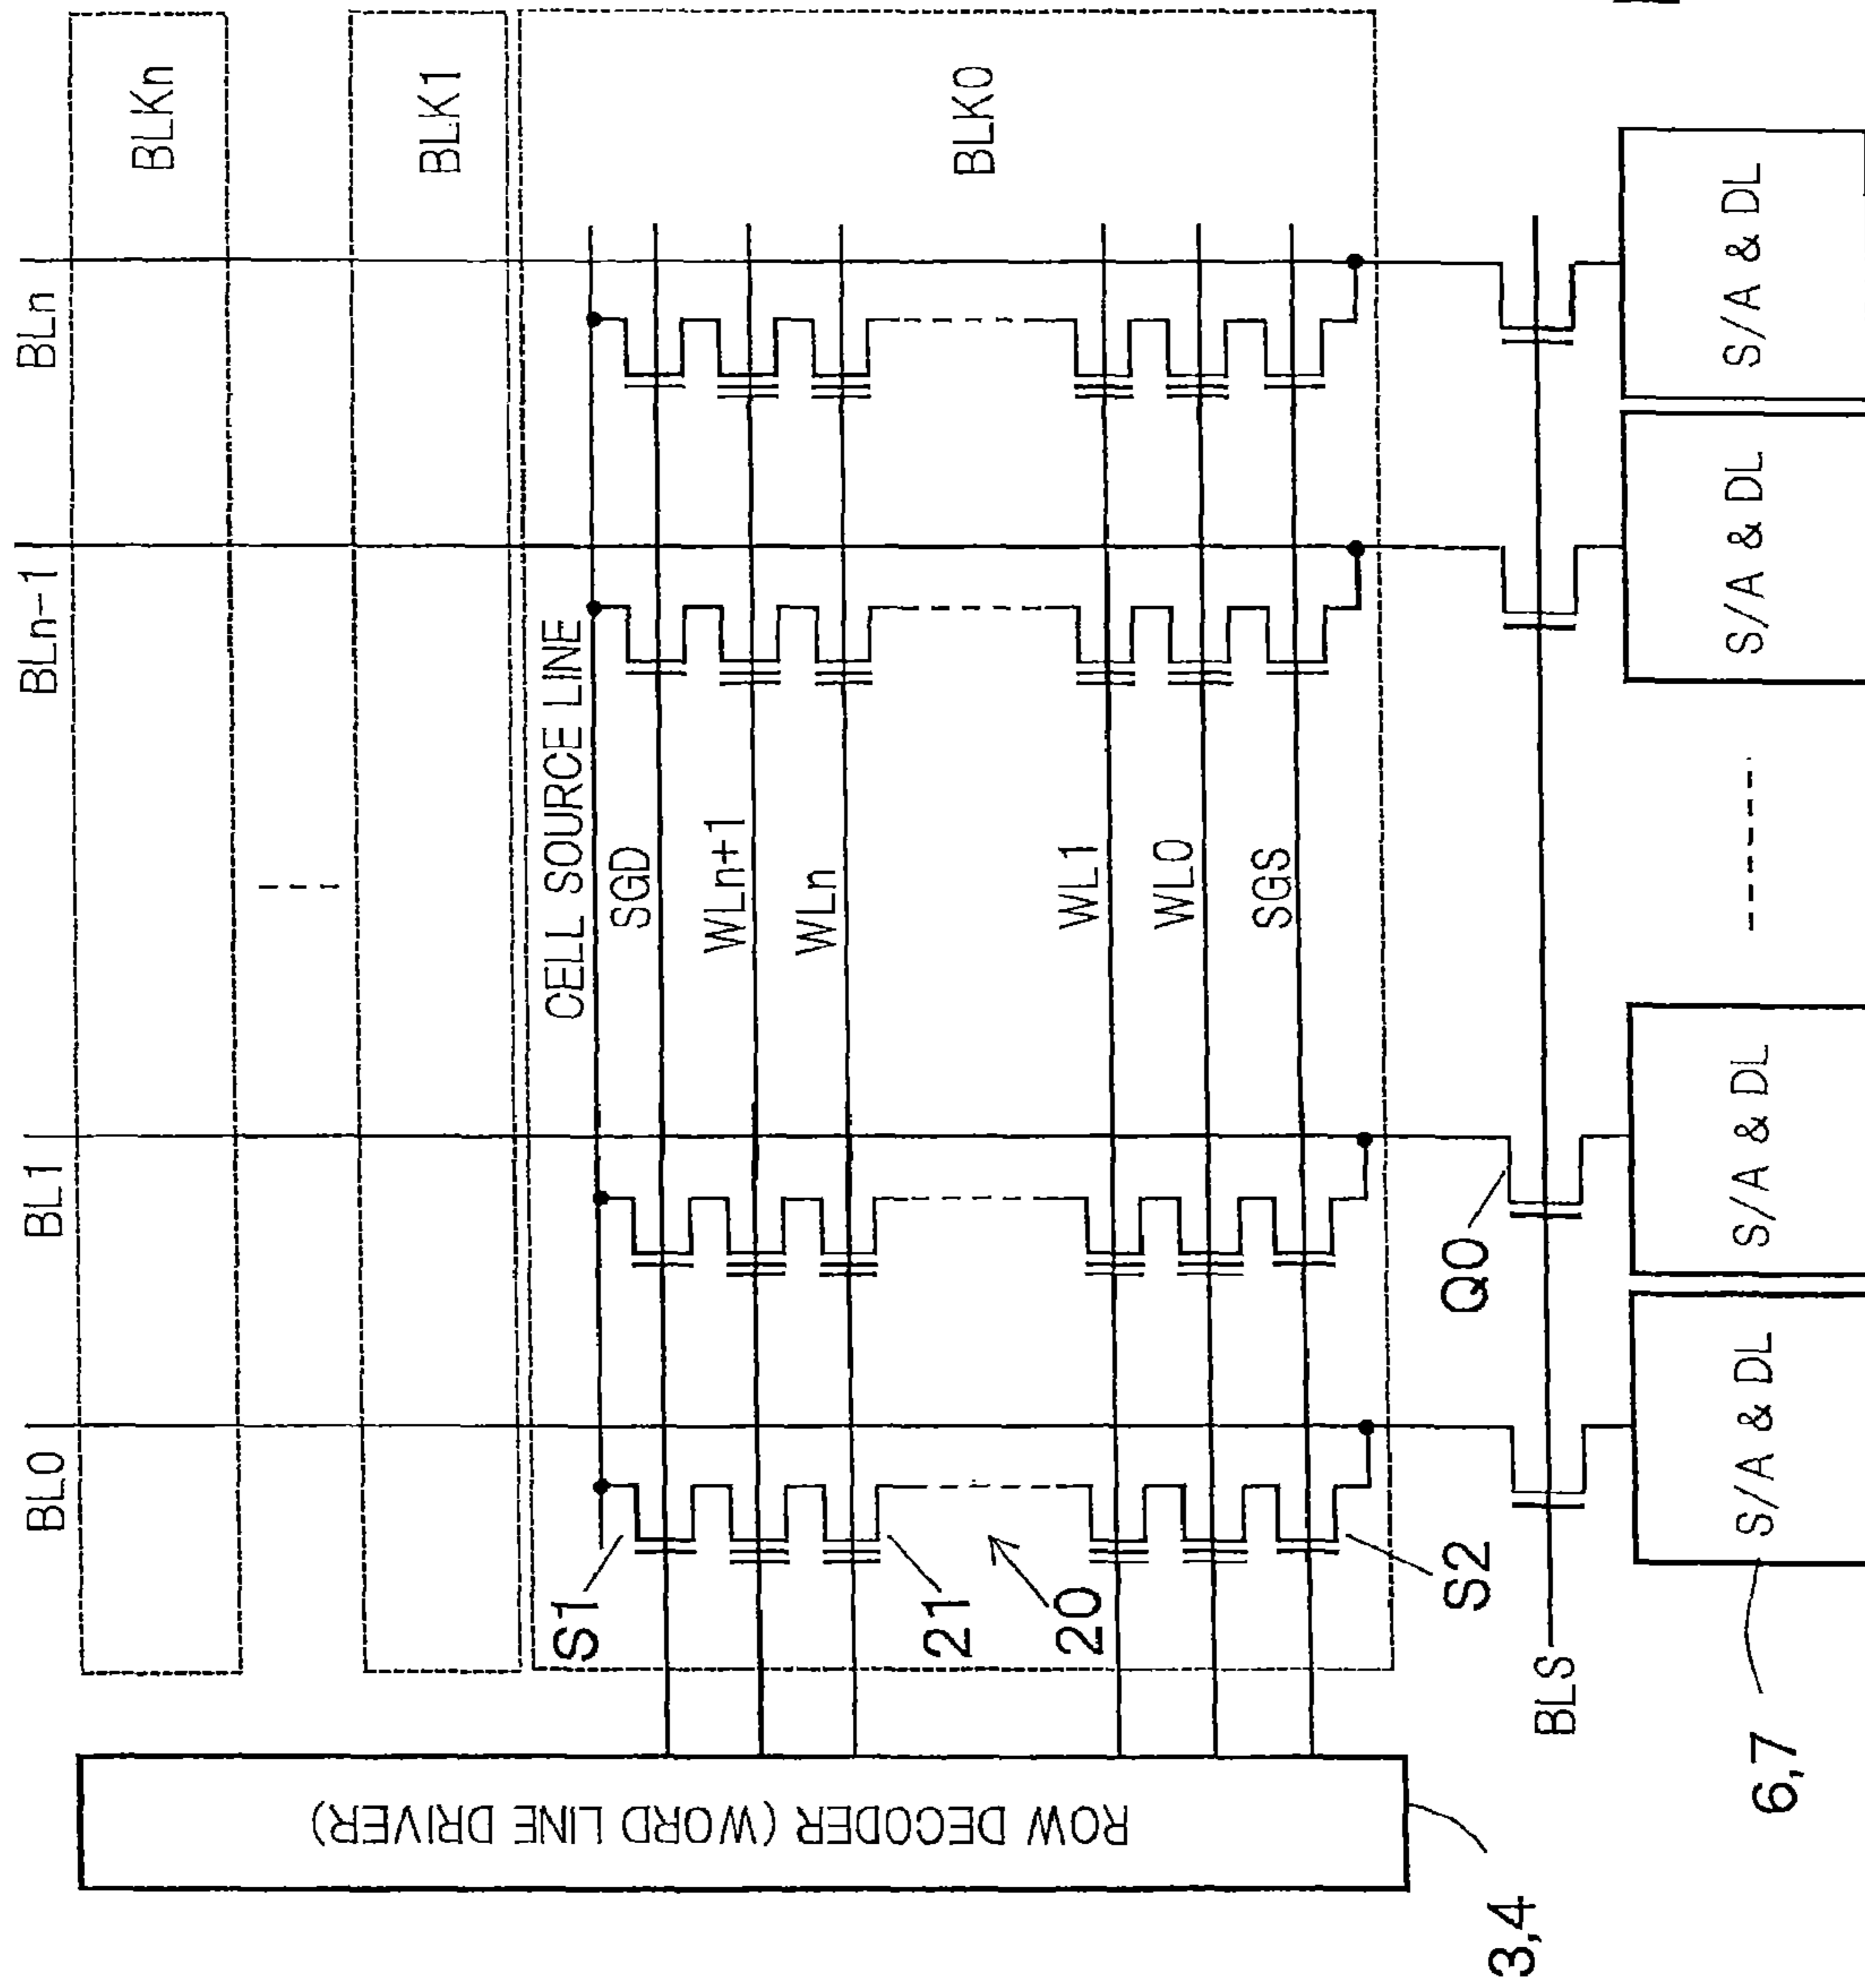 BL0
BL1
BLn-1
BLn
BLKn
BLK1
BLK0
CELL SOURCE LINE
SGD
WLn+1
WLn
WL1
WL0
SGS
S1
21
20
S2
Q0
BLS
ROW DECODER (WORD LINE DRIVER)
3,4
S/A & DL
S/A & DL
S/A & DL
S/A & DL
6,7